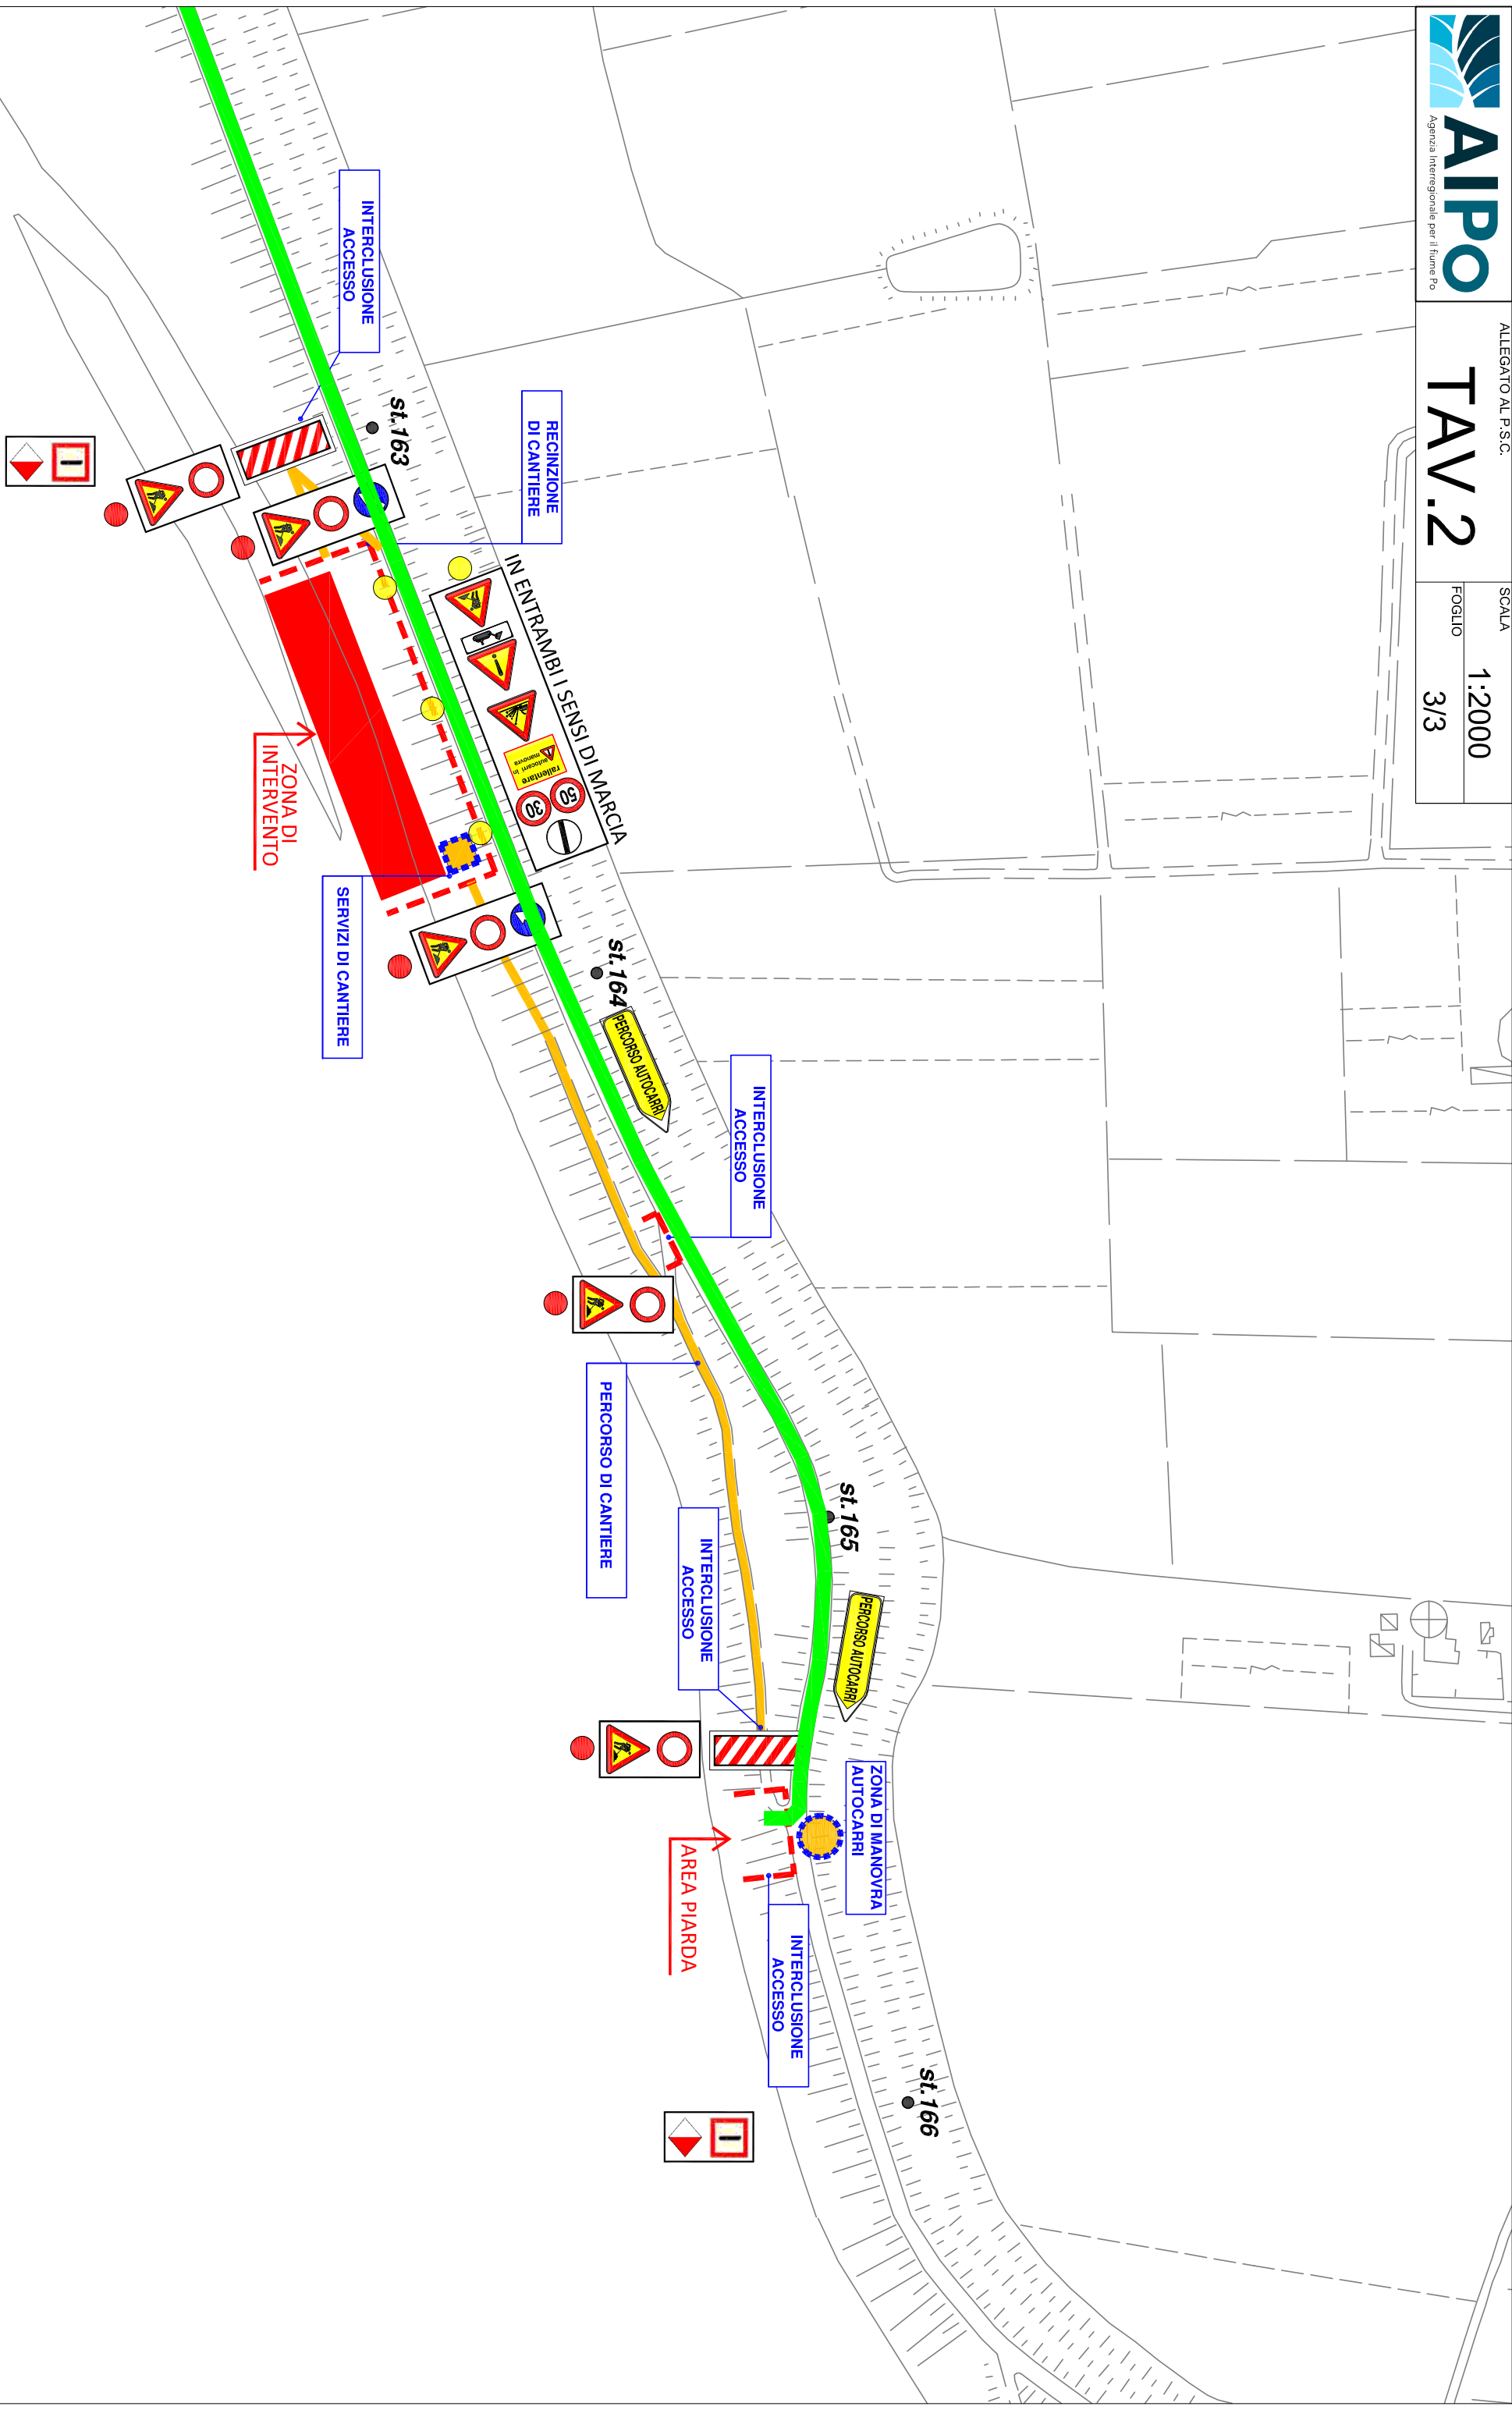 AIPO
Agenzia Interregionale per il fiume Po
ALLEGATO AL P.S.C.
TAV.2
SCALA
1:2000
FOGLIO
3/3
INTERCLUSIONE
ACCESSO
st.163
RECINZIONE
DI CANTIERE
IN ENTRAMBI I SENSI DI MARCIA
rallentare
autocarri in
manovra
50
30
ZONA DI
INTERVENTO
SERVIZI DI CANTIERE
st.164
PERCORSO AUTOCARRI
INTERCLUSIONE
ACCESSO
PERCORSO DI CANTIERE
st.165
PERCORSO AUTOCARRI
INTERCLUSIONE
ACCESSO
ZONA DI MANOVRA
AUTOCARRI
AREA PIARDA
INTERCLUSIONE
ACCESSO
st.166